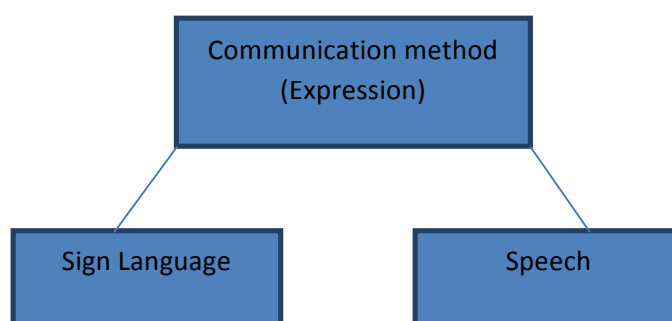 Communication method
(Expression)
Sign Language
Speech